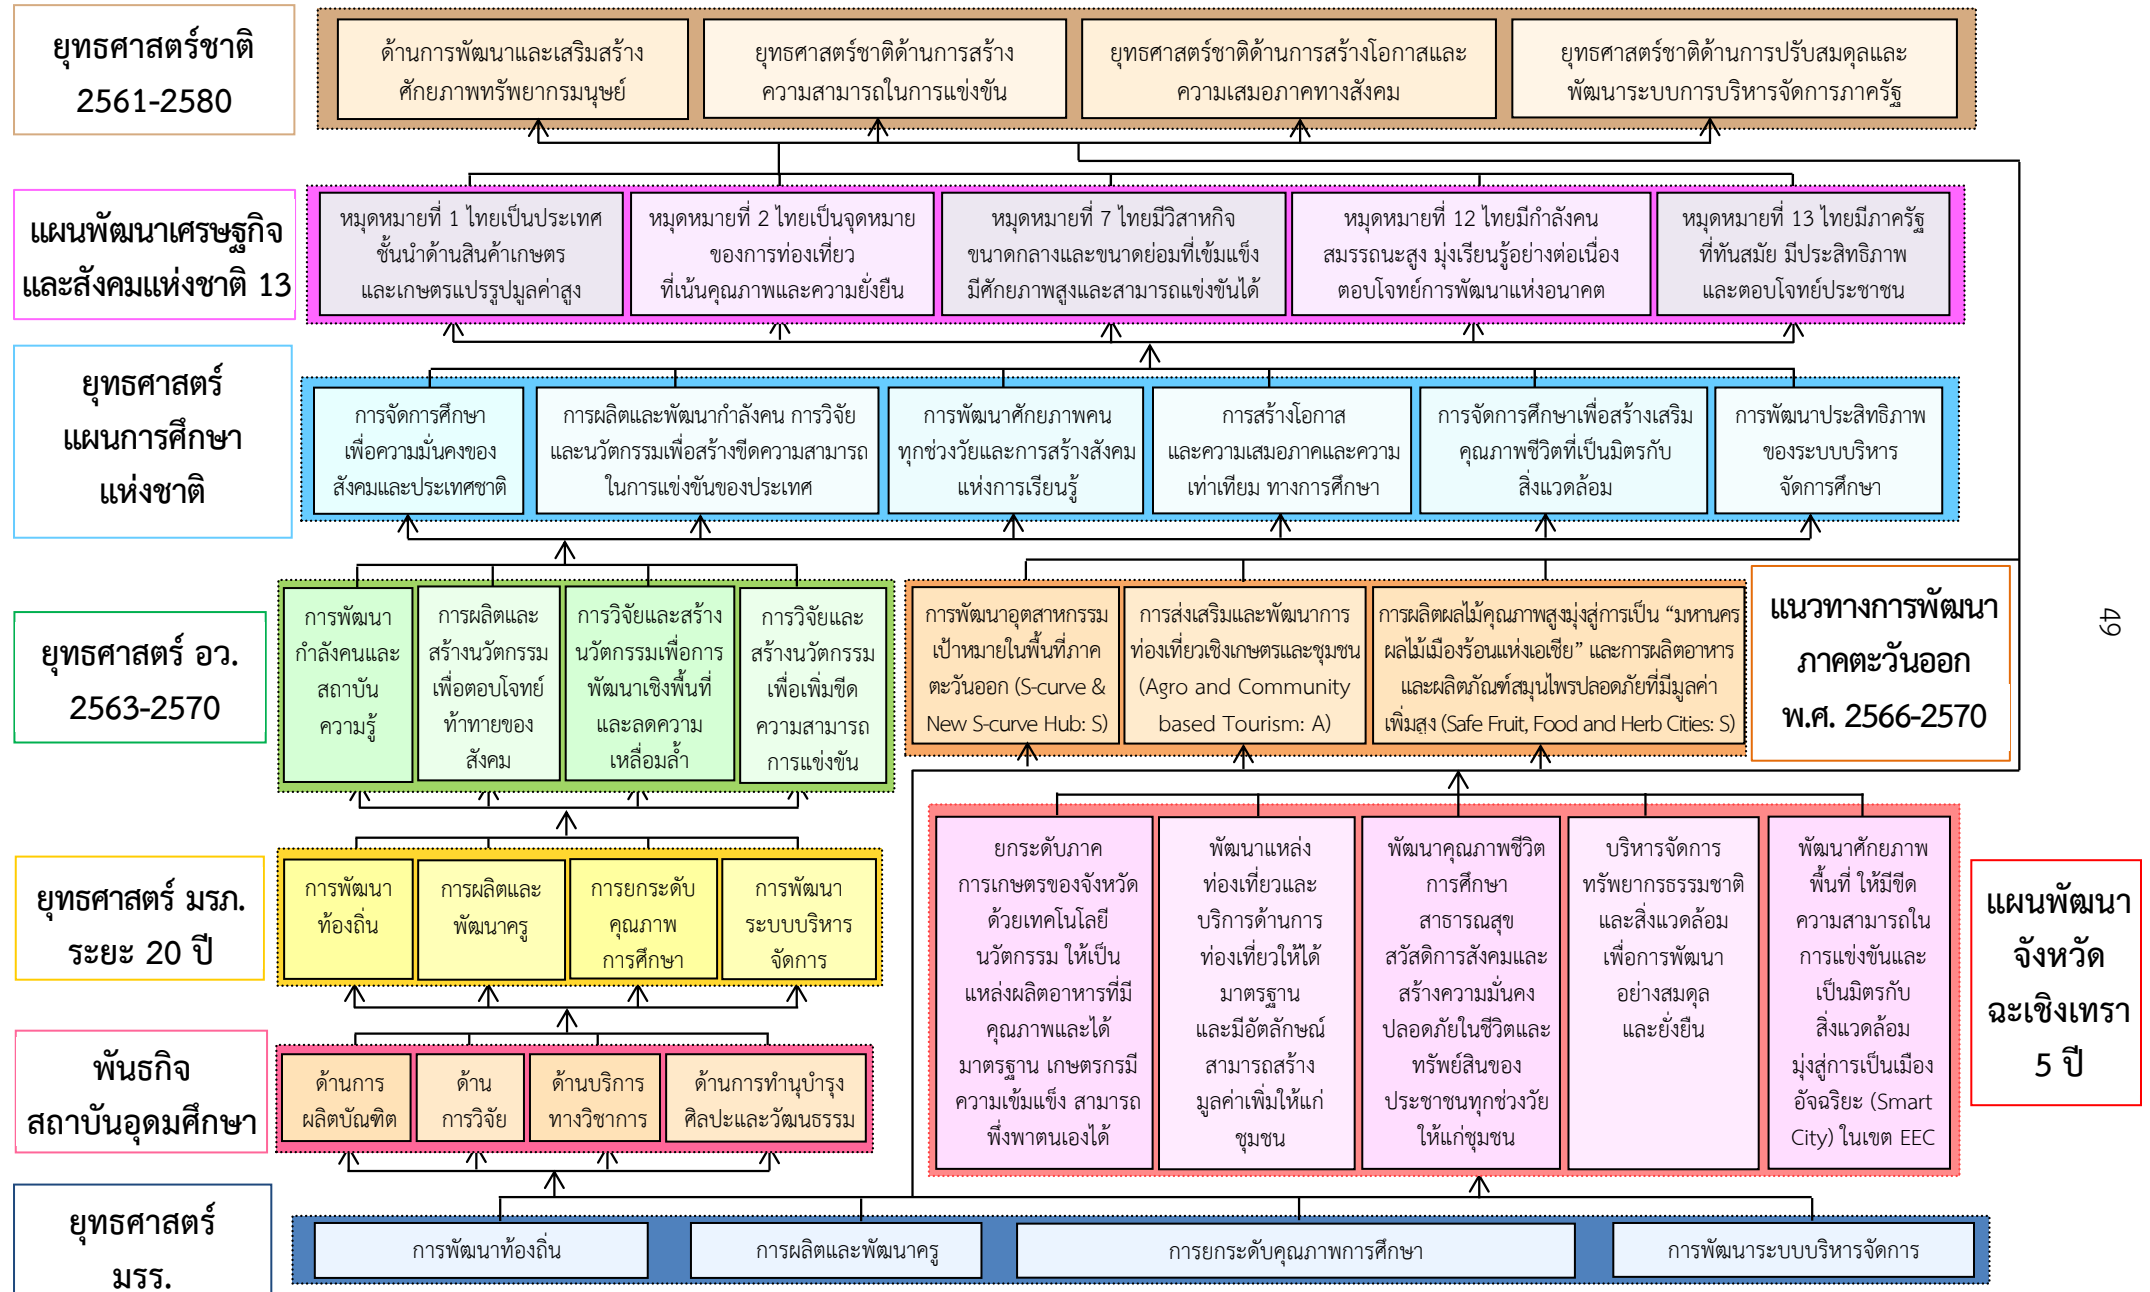 ยุทธศาสตร์ชาติ
2561-2580
ด้านการพัฒนาและเสริมสร้าง
ศักยภาพทรัพยากรมนุษย์
ยุทธศาสตร์ชาติด้านการสร้าง
ความสามารถในการแข่งขัน
ยุทธศาสตร์ชาติด้านการสร้างโอกาสและ
ความเสมอภาคทางสังคม
ยุทธศาสตร์ชาติด้านการปรับสมดุลและ
พัฒนาระบบการบริหารจัดการภาครัฐ
แผนพัฒนาเศรษฐกิจ
และสังคมแห่งชาติ 13
หมุดหมายที่ 1 ไทยเป็นประเทศ
ชั้นนำด้านสินค้าเกษตร
และเกษตรแปรรูปมูลค่าสูง
หมุดหมายที่ 2 ไทยเป็นจุดหมาย
ของการท่องเที่ยว
ที่เน้นคุณภาพและความยั่งยืน
หมุดหมายที่ 7 ไทยมีวิสาหกิจ
ขนาดกลางและขนาดย่อมที่เข้มแข็ง
มีศักยภาพสูงและสามารถแข่งขันได้
หมุดหมายที่ 12 ไทยมีกำลังคน
สมรรถนะสูง มุ่งเรียนรู้อย่างต่อเนื่อง
ตอบโจทย์การพัฒนาแห่งอนาคต
หมุดหมายที่ 13 ไทยมีภาครัฐ
ที่ทันสมัย มีประสิทธิภาพ
และตอบโจทย์ประชาชน
ยุทธศาสตร์
แผนการศึกษา
แห่งชาติ
การจัดการศึกษา
เพื่อความมั่นคงของ
สังคมและประเทศชาติ
การผลิตและพัฒนากำลังคน การวิจัย
และนวัตกรรมเพื่อสร้างขีดความสามารถ
ในการแข่งขันของประเทศ
การพัฒนาศักยภาพคน
ทุกช่วงวัยและการสร้างสังคม
แห่งการเรียนรู้
การสร้างโอกาส
และความเสมอภาคและความ
เท่าเทียม ทางการศึกษา
การจัดการศึกษาเพื่อสร้างเสริม
คุณภาพชีวิตที่เป็นมิตรกับ
สิ่งแวดล้อม
การพัฒนาประสิทธิภาพ
ของระบบบริหาร
จัดการศึกษา
ยุทธศาสตร์ อว.
2563-2570
การพัฒนา
กำลังคนและ
สถาบัน
ความรู้
การผลิตและ
สร้างนวัตกรรม
เพื่อตอบโจทย์
ท้าทายของ
สังคม
การวิจัยและสร้าง
นวัตกรรมเพื่อการ
พัฒนาเชิงพื้นที่
และลดความ
เหลื่อมล้ำ
การวิจัยและ
สร้างนวัตกรรม
เพื่อเพิ่มขีด
ความสามารถ
การแข่งขัน
การพัฒนาอุตสาหกรรม
เป้าหมายในพื้นที่ภาค
ตะวันออก (S-curve &
New S-curve Hub: S)
การส่งเสริมและพัฒนาการ
ท่องเที่ยวเชิงเกษตรและชุมชน
(Agro and Community
based Tourism: A)
การผลิตผลไม้คุณภาพสูงมุ่งสู่การเป็น “มหานคร
ผลไม้เมืองร้อนแห่งเอเชีย” และการผลิตอาหาร
และผลิตภัณฑ์สมุนไพรปลอดภัยที่มีมูลค่า
เพิ่มสูง (Safe Fruit, Food and Herb Cities: S)
แนวทางการพัฒนา
ภาคตะวันออก
พ.ศ. 2566-2570
49
ยุทธศาสตร์ มรภ.
ระยะ 20 ปี
การพัฒนา
ท้องถิ่น
การผลิตและ
พัฒนาครู
การยกระดับ
คุณภาพ
การศึกษา
การพัฒนา
ระบบบริหาร
จัดการ
ยกระดับภาค
การเกษตรของจังหวัด
ด้วยเทคโนโลยี
นวัตกรรม ให้เป็น
แหล่งผลิตอาหารที่มี
คุณภาพและได้
มาตรฐาน เกษตรกรมี
ความเข้มแข็ง สามารถ
พึ่งพาตนเองได้
พัฒนาแหล่ง
ท่องเที่ยวและ
บริการด้านการ
ท่องเที่ยวให้ได้
มาตรฐาน
และมีอัตลักษณ์
สามารถสร้าง
มูลค่าเพิ่มให้แก่
ชุมชน
พัฒนาคุณภาพชีวิต
การศึกษา
สาธารณสุข
สวัสดิการสังคมและ
สร้างความมั่นคง
ปลอดภัยในชีวิตและ
ทรัพย์สินของ
ประชาชนทุกช่วงวัย
ให้แก่ชุมชน
บริหารจัดการ
ทรัพยากรธรรมชาติ
และสิ่งแวดล้อม
เพื่อการพัฒนา
อย่างสมดุล
และยั่งยืน
พัฒนาศักยภาพ
พื้นที่ ให้มีขีด
ความสามารถใน
การแข่งขันและ
เป็นมิตรกับ
สิ่งแวดล้อม
มุ่งสู่การเป็นเมือง
อัจฉริยะ (Smart
City) ในเขต EEC
แผนพัฒนา
จังหวัด
ฉะเชิงเทรา
5 ปี
พันธกิจ
สถาบันอุดมศึกษา
ด้านการ
ผลิตบัณฑิต
ด้าน
การวิจัย
ด้านบริการ
ทางวิชาการ
ด้านการทำนุบำรุง
ศิลปะและวัฒนธรรม
ยุทธศาสตร์
มรร.
การพัฒนาท้องถิ่น
การผลิตและพัฒนาครู
การยกระดับคุณภาพการศึกษา
การพัฒนาระบบบริหารจัดการ